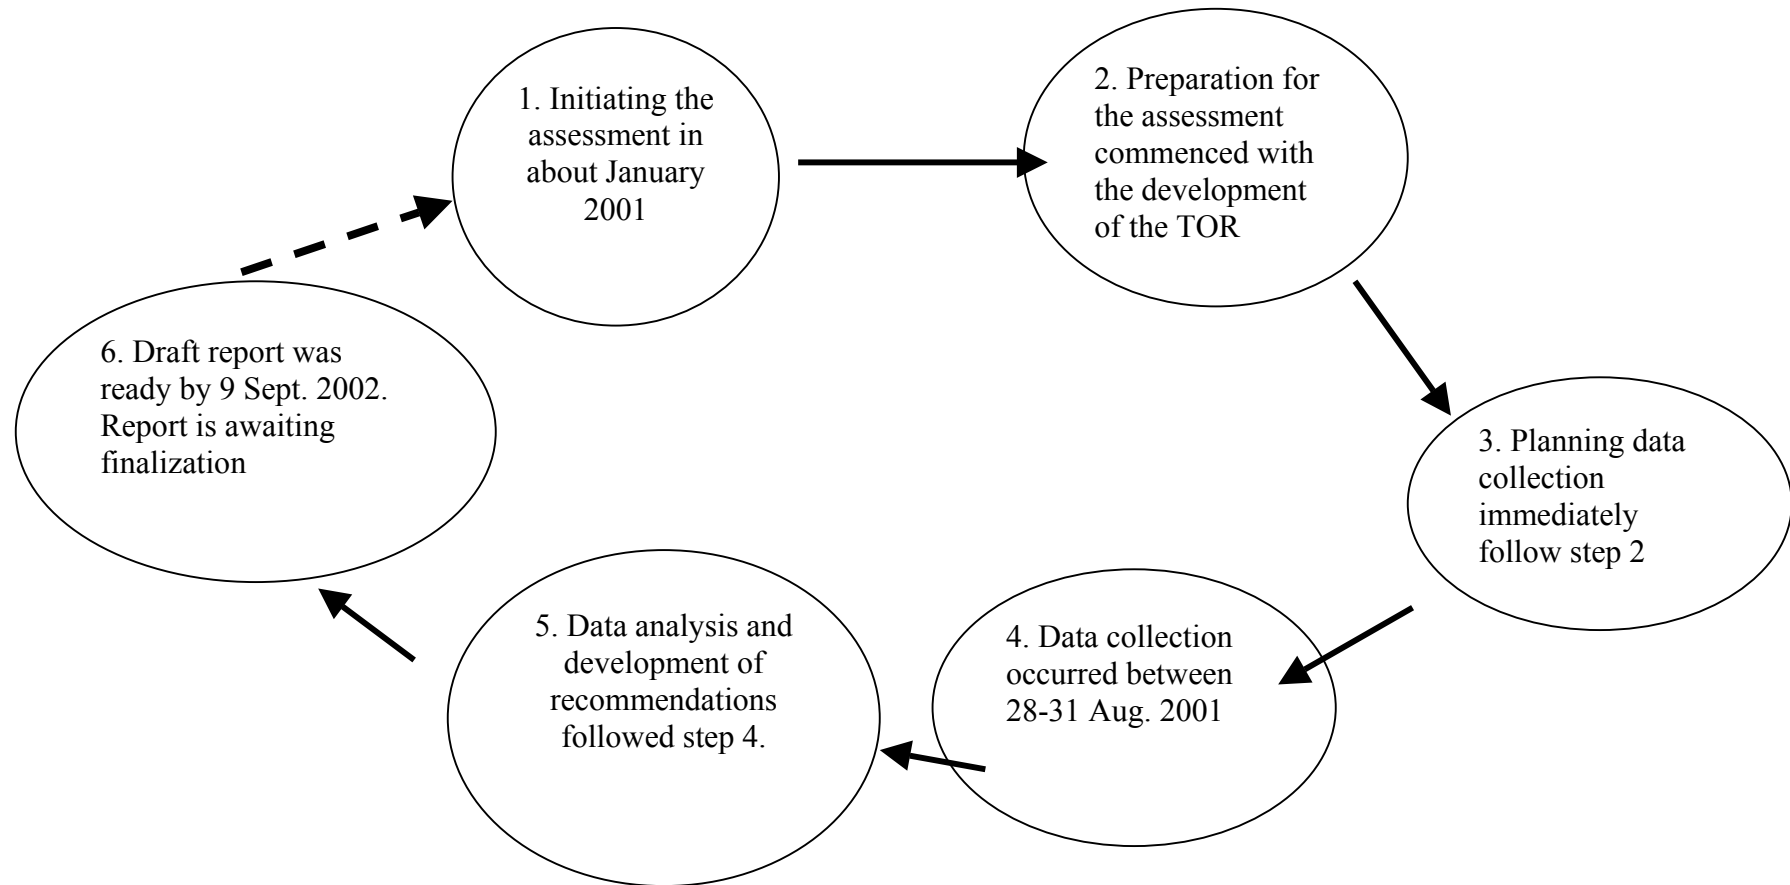 1. Initiating the
assessment in
about January
2001
2. Preparation for
the assessment
commenced with
the development
of the TOR
3. Planning data
collection
immediately
follow step 2
4. Data collection
occurred between
28-31 Aug. 2001
5. Data analysis and
development of
recommendations
followed step 4.
6. Draft report was
ready by 9 Sept. 2002.
Report is awaiting
finalization